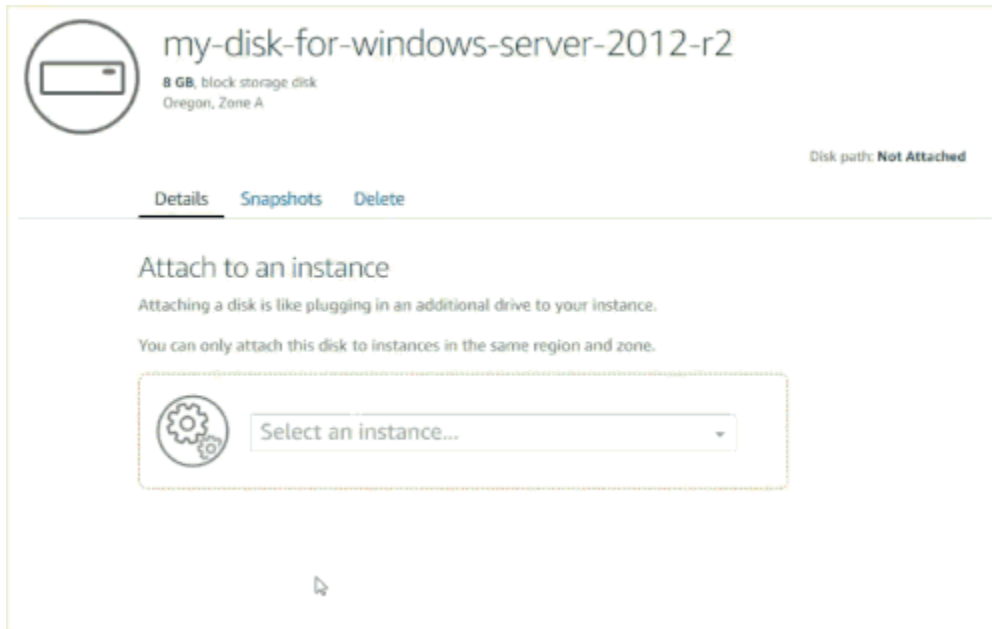 my-disk-for-windows-server-2012-r2
8 GB, block storage disk
Oregon, Zone A
Disk path: Not Attached
Details Snapshots Delete
Attach to an instance
Attaching a disk is like plugging in an additional drive to your instance.
You can only attach this disk to instances in the same region and zone.
Select an instance...